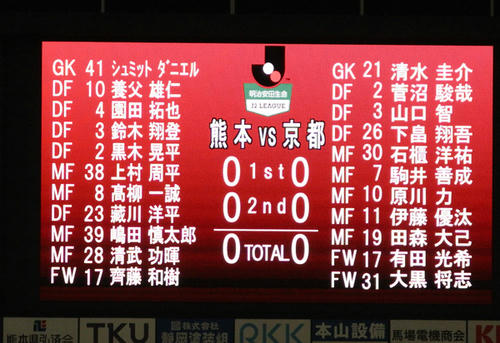 GK 41 シュミット ダニエル
DF 10 養父 雄仁
DF 4 園田 拓也
DF 3 鈴木 翔登
DF 2 黒木 晃平
MF 38 上村 周平
MF 8 高柳 一誠
DF 23 藏川 洋平
MF 39 嶋田 慎太郎
MF 28 清武 功暉
FW 17 齊藤 和樹
明治安田生命
J2 LEAGUE
熊本 vs 京都
0 1st 0
0 2nd 0
0 TOTAL 0
GK 21 清水 圭介
DF 2 菅沼 駿哉
DF 3 山口 智
DF 26 下畠 翔吾
MF 30 石櫃 洋祐
MF 7 駒井 善成
MF 10 原川 力
MF 11 伊藤 優汰
MF 19 田森 大己
FW 17 有田 光希
FW 31 大黒 将志
TKU
株式会社
RKK
本山設備
馬場電機商会